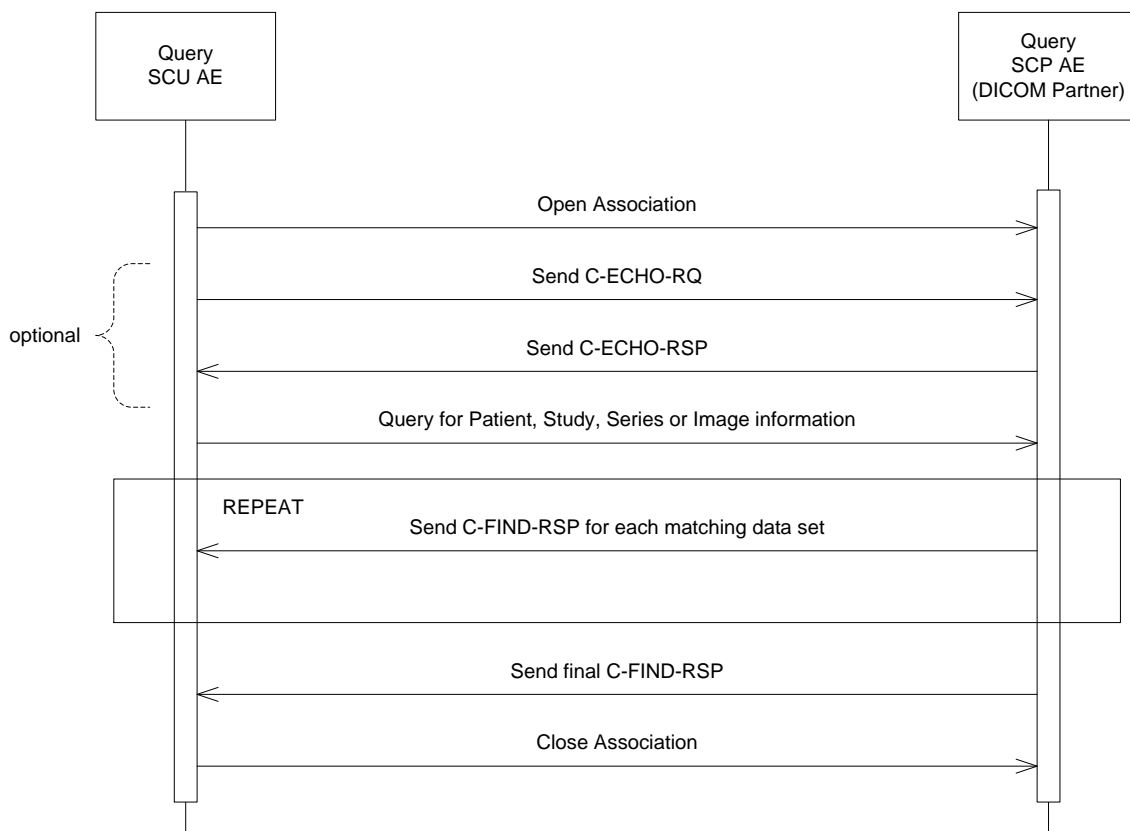 Query
SCU AE
Query
SCP AE
(DICOM Partner)
Open Association
Send C-ECHO-RQ
optional
Send C-ECHO-RSP
Query for Patient, Study, Series or Image information
REPEAT
Send C-FIND-RSP for each matching data set
Send final C-FIND-RSP
Close Association